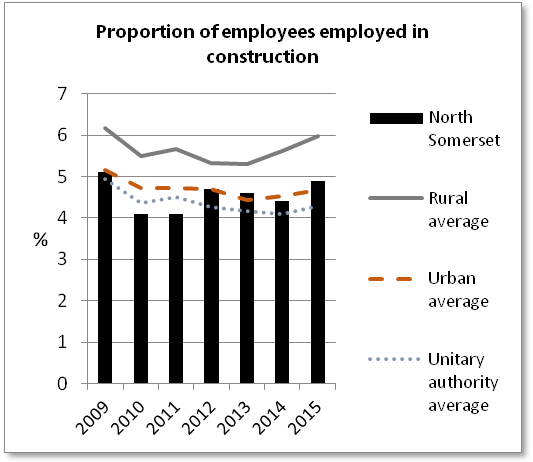 Proportion of employees employed in
construction
7
6
5
4
3
2
1
0
%
2009
2010
2011
2012
2013
2014
2015
North
Somerset
Rural
average
Urban
average
Unitary
authority
average